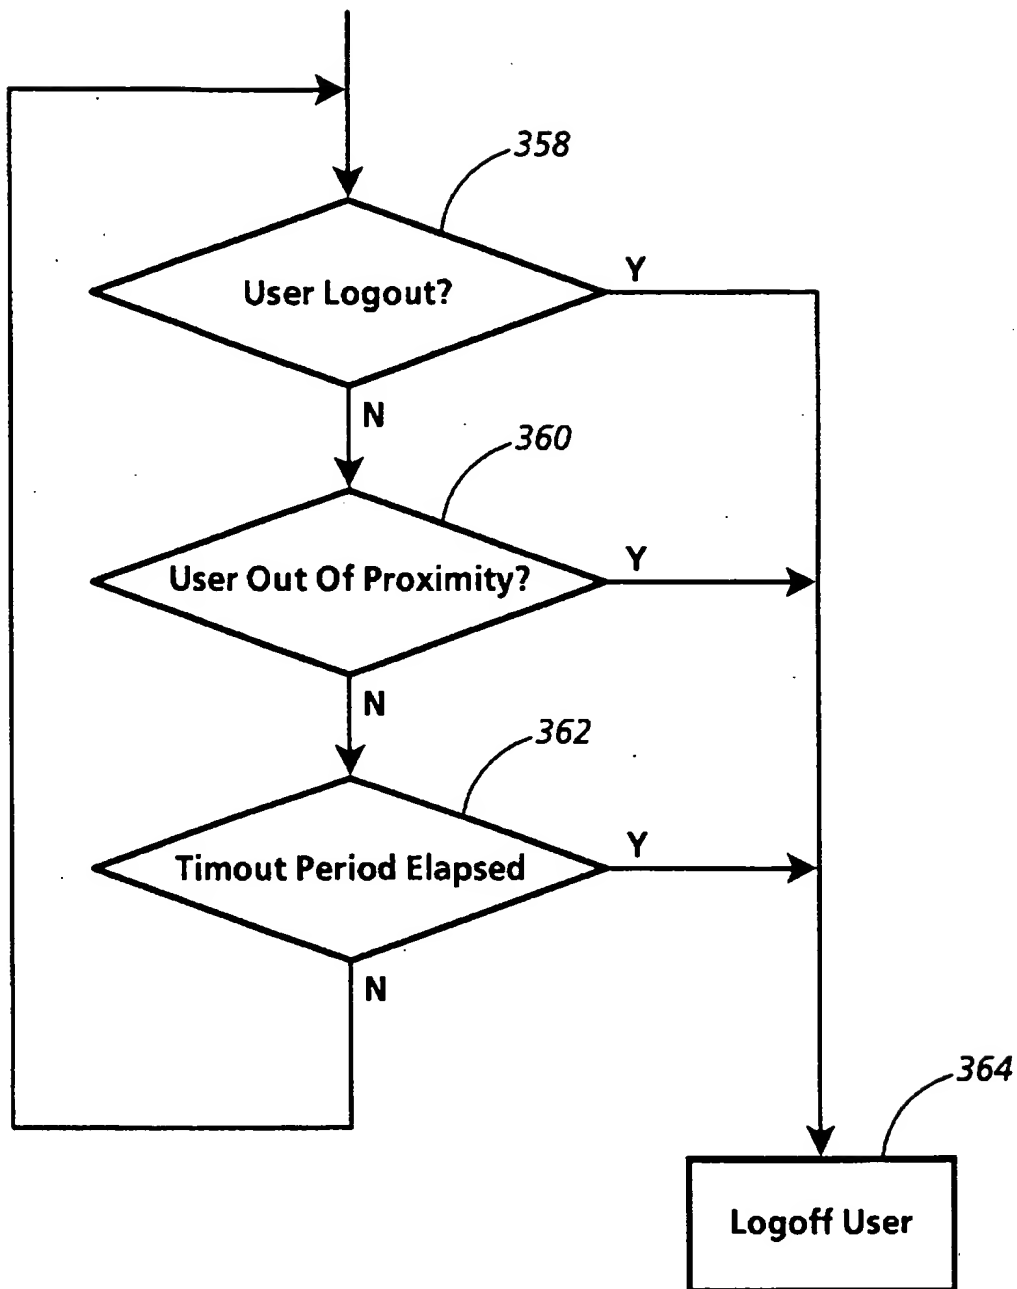 358
User Logout?
Y
N
360
User Out Of Proximity?
Y
N
362
Timout Period Elapsed
Y
N
364
Logoff User